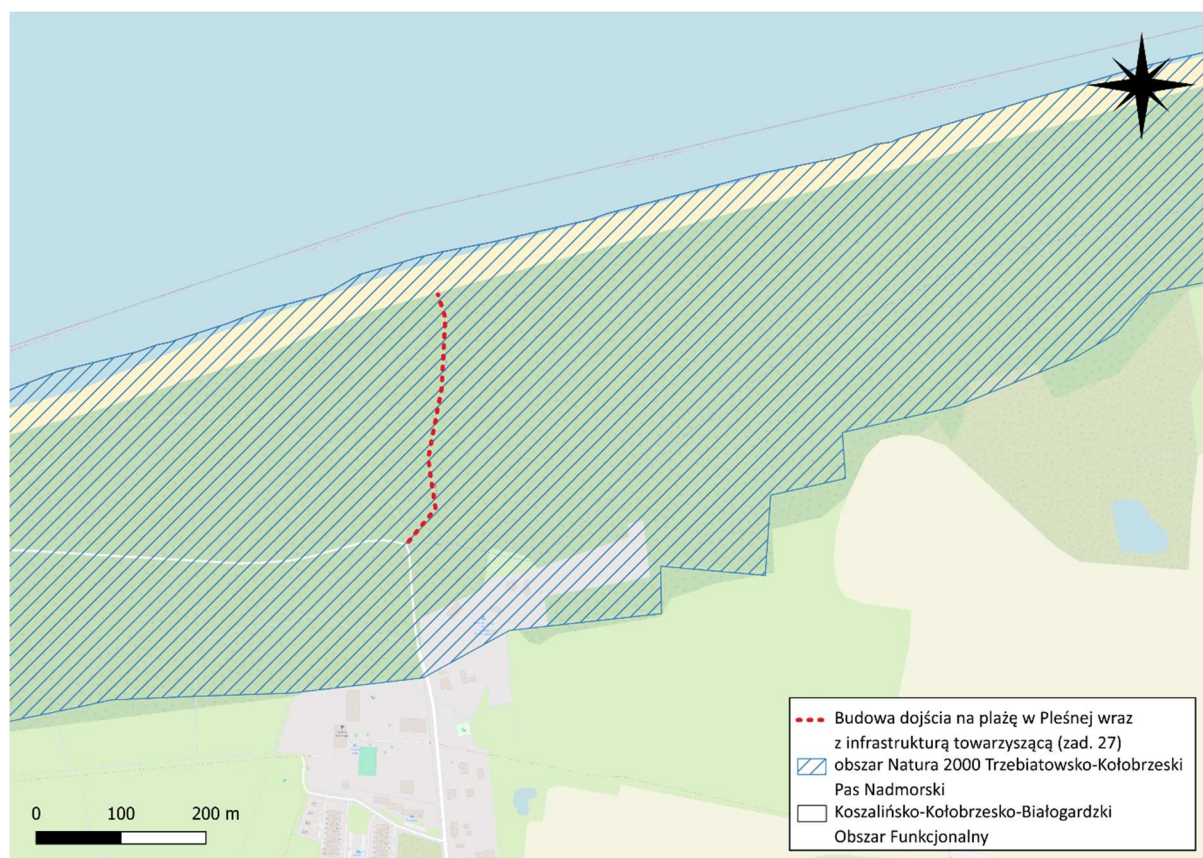 Budowa dojścia na plażę w Pleśnej wraz
z infrastrukturą towarzyszącą (zad. 27)
obszar Natura 2000 Trzebiatowsko-Kołobrzeski
Pas Nadmorski
Koszalińsko-Kołobrzesko-Białogardzki
Obszar Funkcjonalny
0 100 200 m